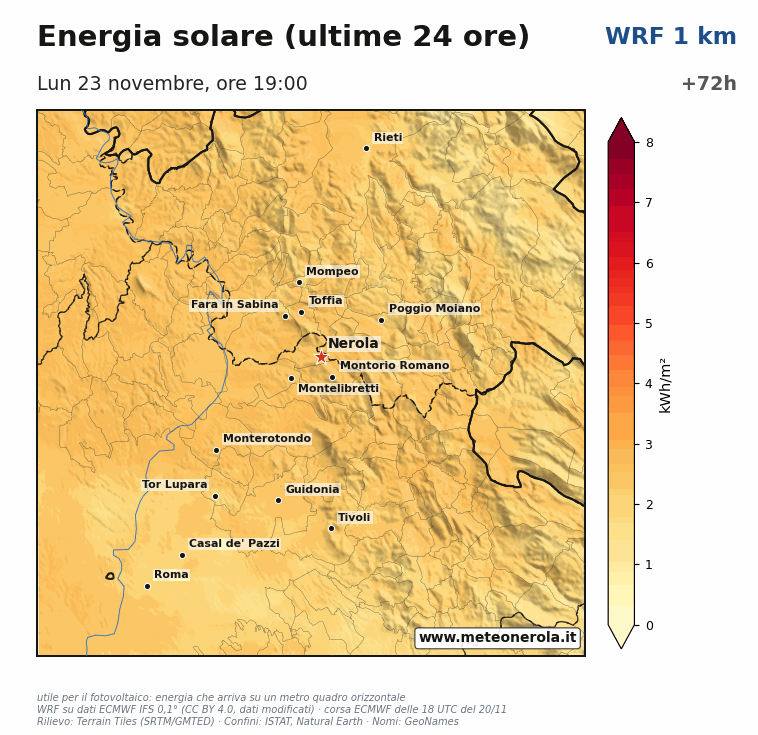 Energia solare (ultime 24 ore)
WRF 1 km
Lun 23 novembre, ore 19:00
+72h
Rieti
Mompeo
Toffia
Fara in Sabina
Poggio Moiano
Nerola
Montorio Romano
Montelibretti
Monterotondo
Tor Lupara
Guidonia
Tivoli
Casal de' Pazzi
Roma
www.meteonerola.it
8
7
6
5
4
3
2
1
0
kWh/m²
utile per il fotovoltaico: energia che arriva su un metro quadro orizzontale
WRF su dati ECMWF IFS 0,1° (CC BY 4.0, dati modificati) · corsa ECMWF delle 18 UTC del 20/11
Rilievo: Terrain Tiles (SRTM/GMTED) · Confini: ISTAT, Natural Earth · Nomi: GeoNames